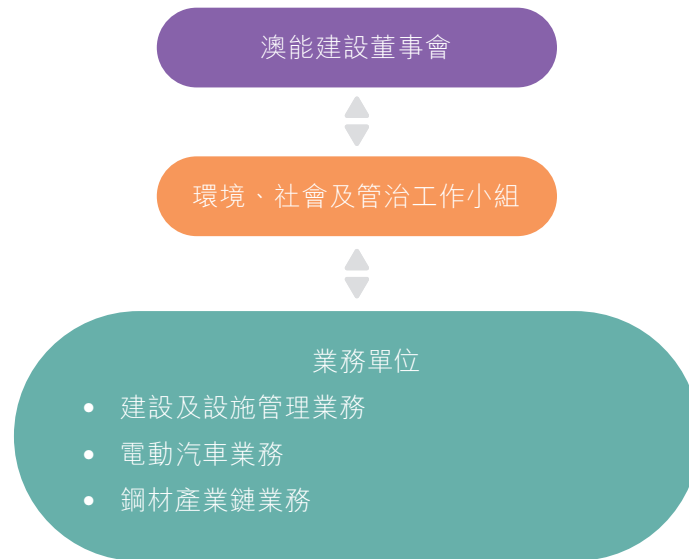 澳能建設董事會
環境、社會及管治工作小組
業務單位
• 建設及設施管理業務
• 電動汽車業務
• 鋼材產業鏈業務